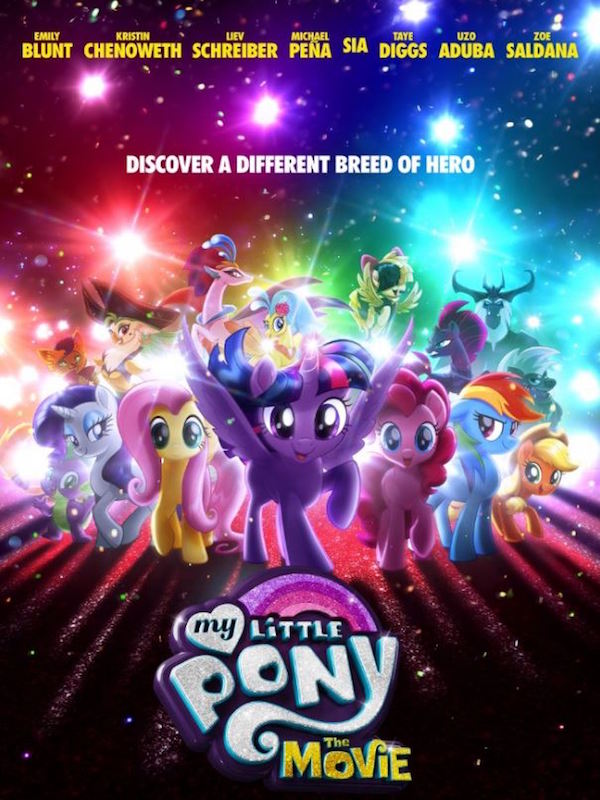 EMILY BLUNT KRISTIN CHENOWETH LIEV SCHREIBER MICHAEL PEÑA SIA TAYE DIGGS UZO ADUBA ZOE SALDANA
DISCOVER A DIFFERENT BREED OF HERO
my LiTTLE
PONY
The
MOViE